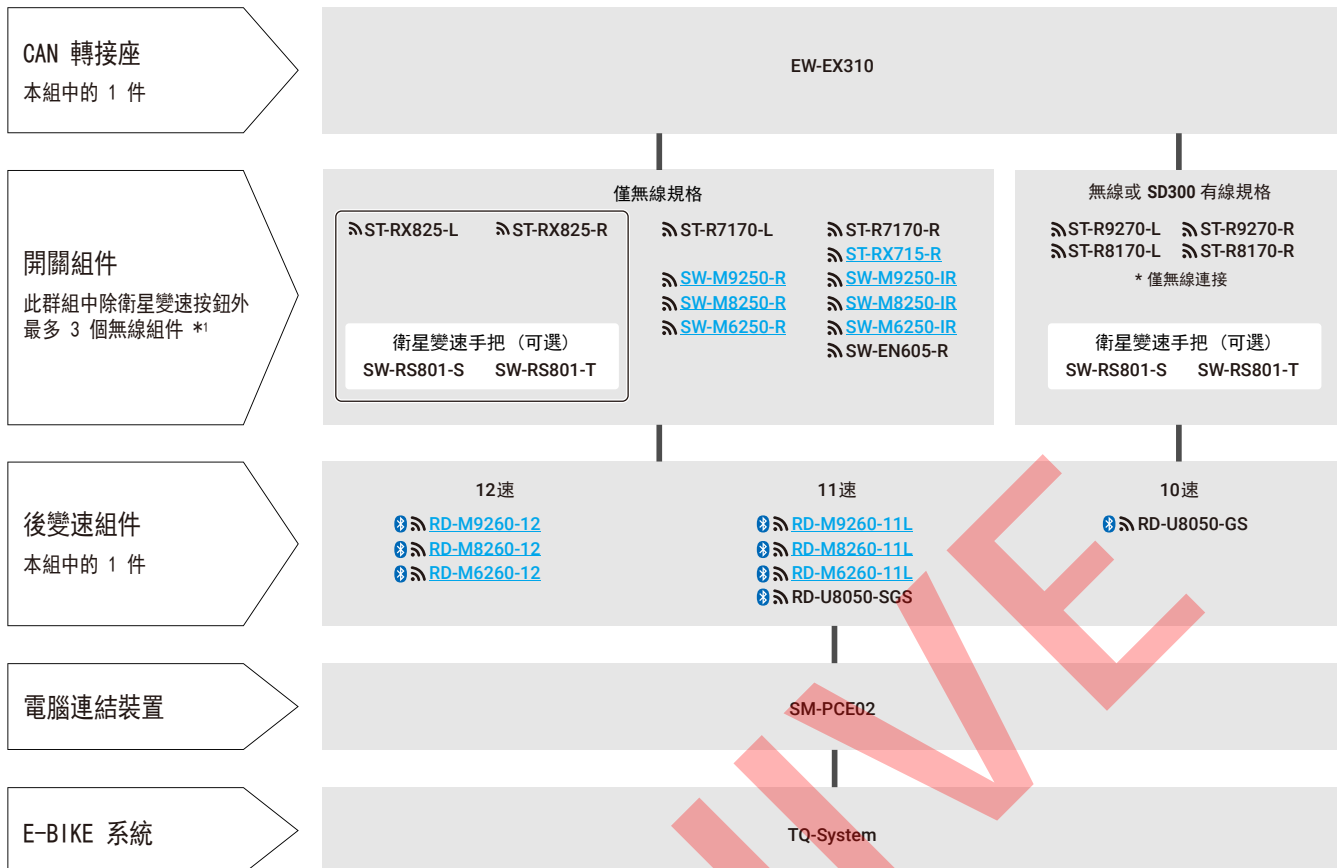 CAN 轉接座
本組中的 1 件
EW-EX310
開關組件
此群組中除衛星變速按鈕外
最多 3 個無線組件 *1
僅無線規格
ST-RX825-L ST-RX825-R
衛星變速手把 (可選)
SW-RS801-S SW-RS801-T
ST-R7170-L ST-R7170-R
ST-RX715-R
SW-M9250-R SW-M9250-IR
SW-M8250-R SW-M8250-IR
SW-M6250-R SW-M6250-IR
SW-EN605-R
無線或 SD300 有線規格
ST-R9270-L ST-R9270-R
ST-R8170-L ST-R8170-R
* 僅無線連接
衛星變速手把 (可選)
SW-RS801-S SW-RS801-T
後變速組件
本組中的 1 件
12速
RD-M9260-12
RD-M8260-12
RD-M6260-12
11速
RD-M9260-11L
RD-M8260-11L
RD-M6260-11L
RD-U8050-SGS
10速
RD-U8050-GS
電腦連結裝置
SM-PCE02
E-BIKE 系統
TQ-System
IVE